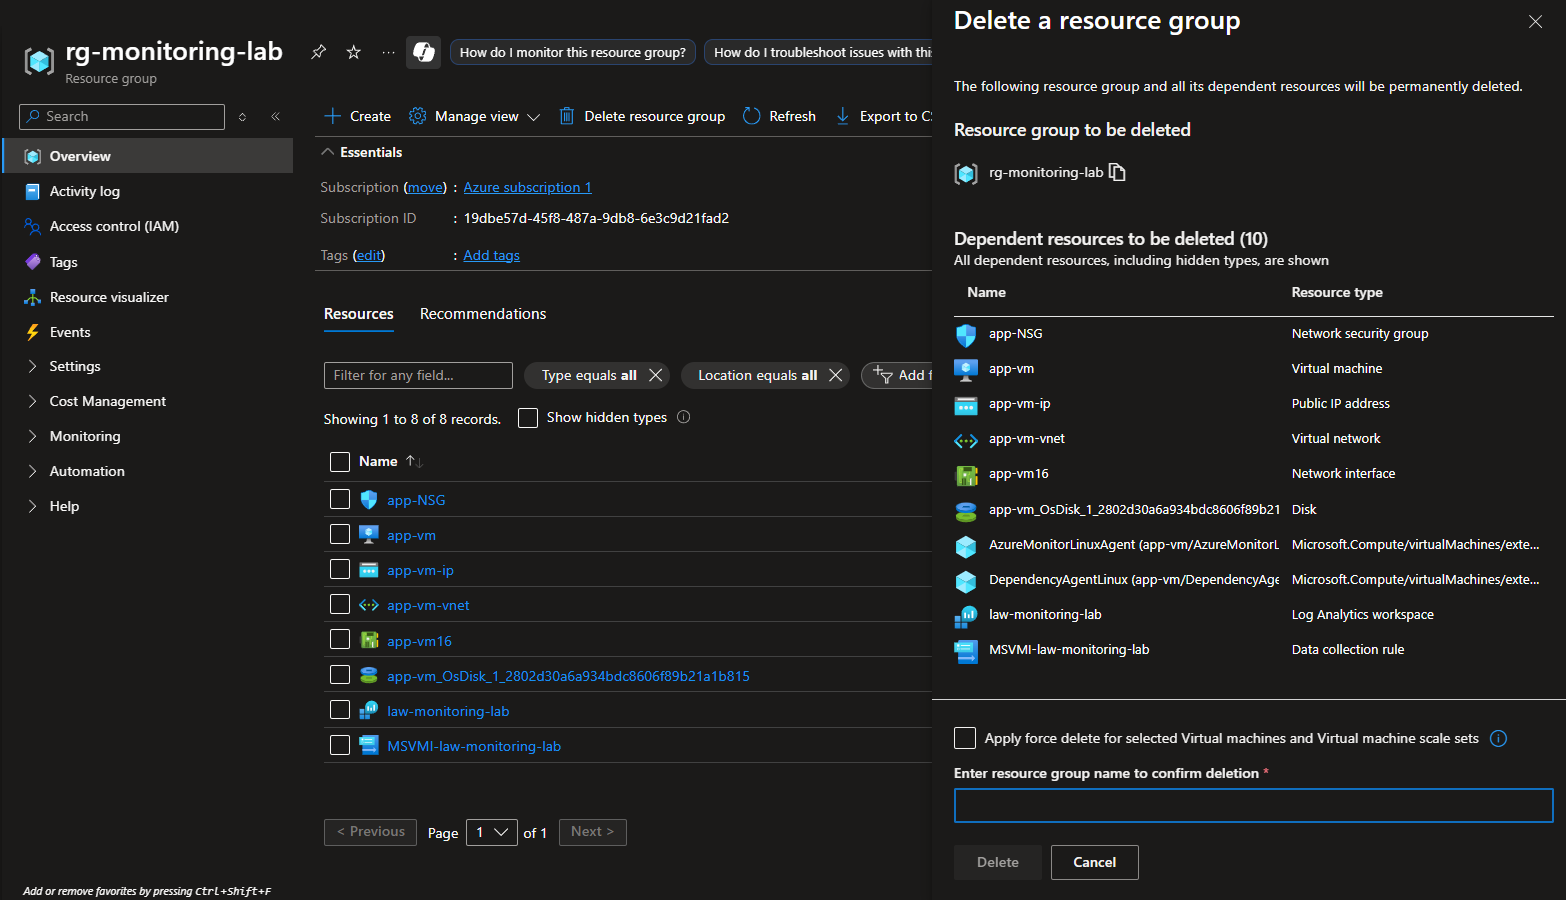 rg-monitoring-lab
Resource group
How do I monitor this resource group?
How do I troubleshoot issues with this
Search
Overview
Activity log
Access control (IAM)
Tags
Resource visualizer
Events
Settings
Cost Management
Monitoring
Automation
Help
Add or remove favorites by pressing Ctrl+Shift+F
Create
Manage view
Delete resource group
Refresh
Export to CS
Essentials
Subscription (move) : Azure subscription 1
Subscription ID : 19dbe57d-45f8-487a-9db8-6e3c9d21fad2
Tags (edit) : Add tags
Resources
Recommendations
Filter for any field...
Type equals all
Location equals all
Add f
Showing 1 to 8 of 8 records.
Show hidden types
Name
app-NSG
app-vm
app-vm-ip
app-vm-vnet
app-vm16
app-vm_OsDisk_1_2802d30a6a934bdc8606f89b21a1b815
law-monitoring-lab
MSVMI-law-monitoring-lab
< Previous
Page 1 of 1
Next >
Delete a resource group
The following resource group and all its dependent resources will be permanently deleted.
Resource group to be deleted
rg-monitoring-lab
Dependent resources to be deleted (10)
All dependent resources, including hidden types, are shown
Name Resource type
app-NSG Network security group
app-vm Virtual machine
app-vm-ip Public IP address
app-vm-vnet Virtual network
app-vm16 Network interface
app-vm_OsDisk_1_2802d30a6a934bdc8606f89b21 Disk
AzureMonitorLinuxAgent (app-vm/AzureMonitorL Microsoft.Compute/virtualMachines/exte...
DependencyAgentLinux (app-vm/DependencyAge Microsoft.Compute/virtualMachines/exte...
law-monitoring-lab Log Analytics workspace
MSVMI-law-monitoring-lab Data collection rule
Apply force delete for selected Virtual machines and Virtual machine scale sets
Enter resource group name to confirm deletion *
Delete
Cancel